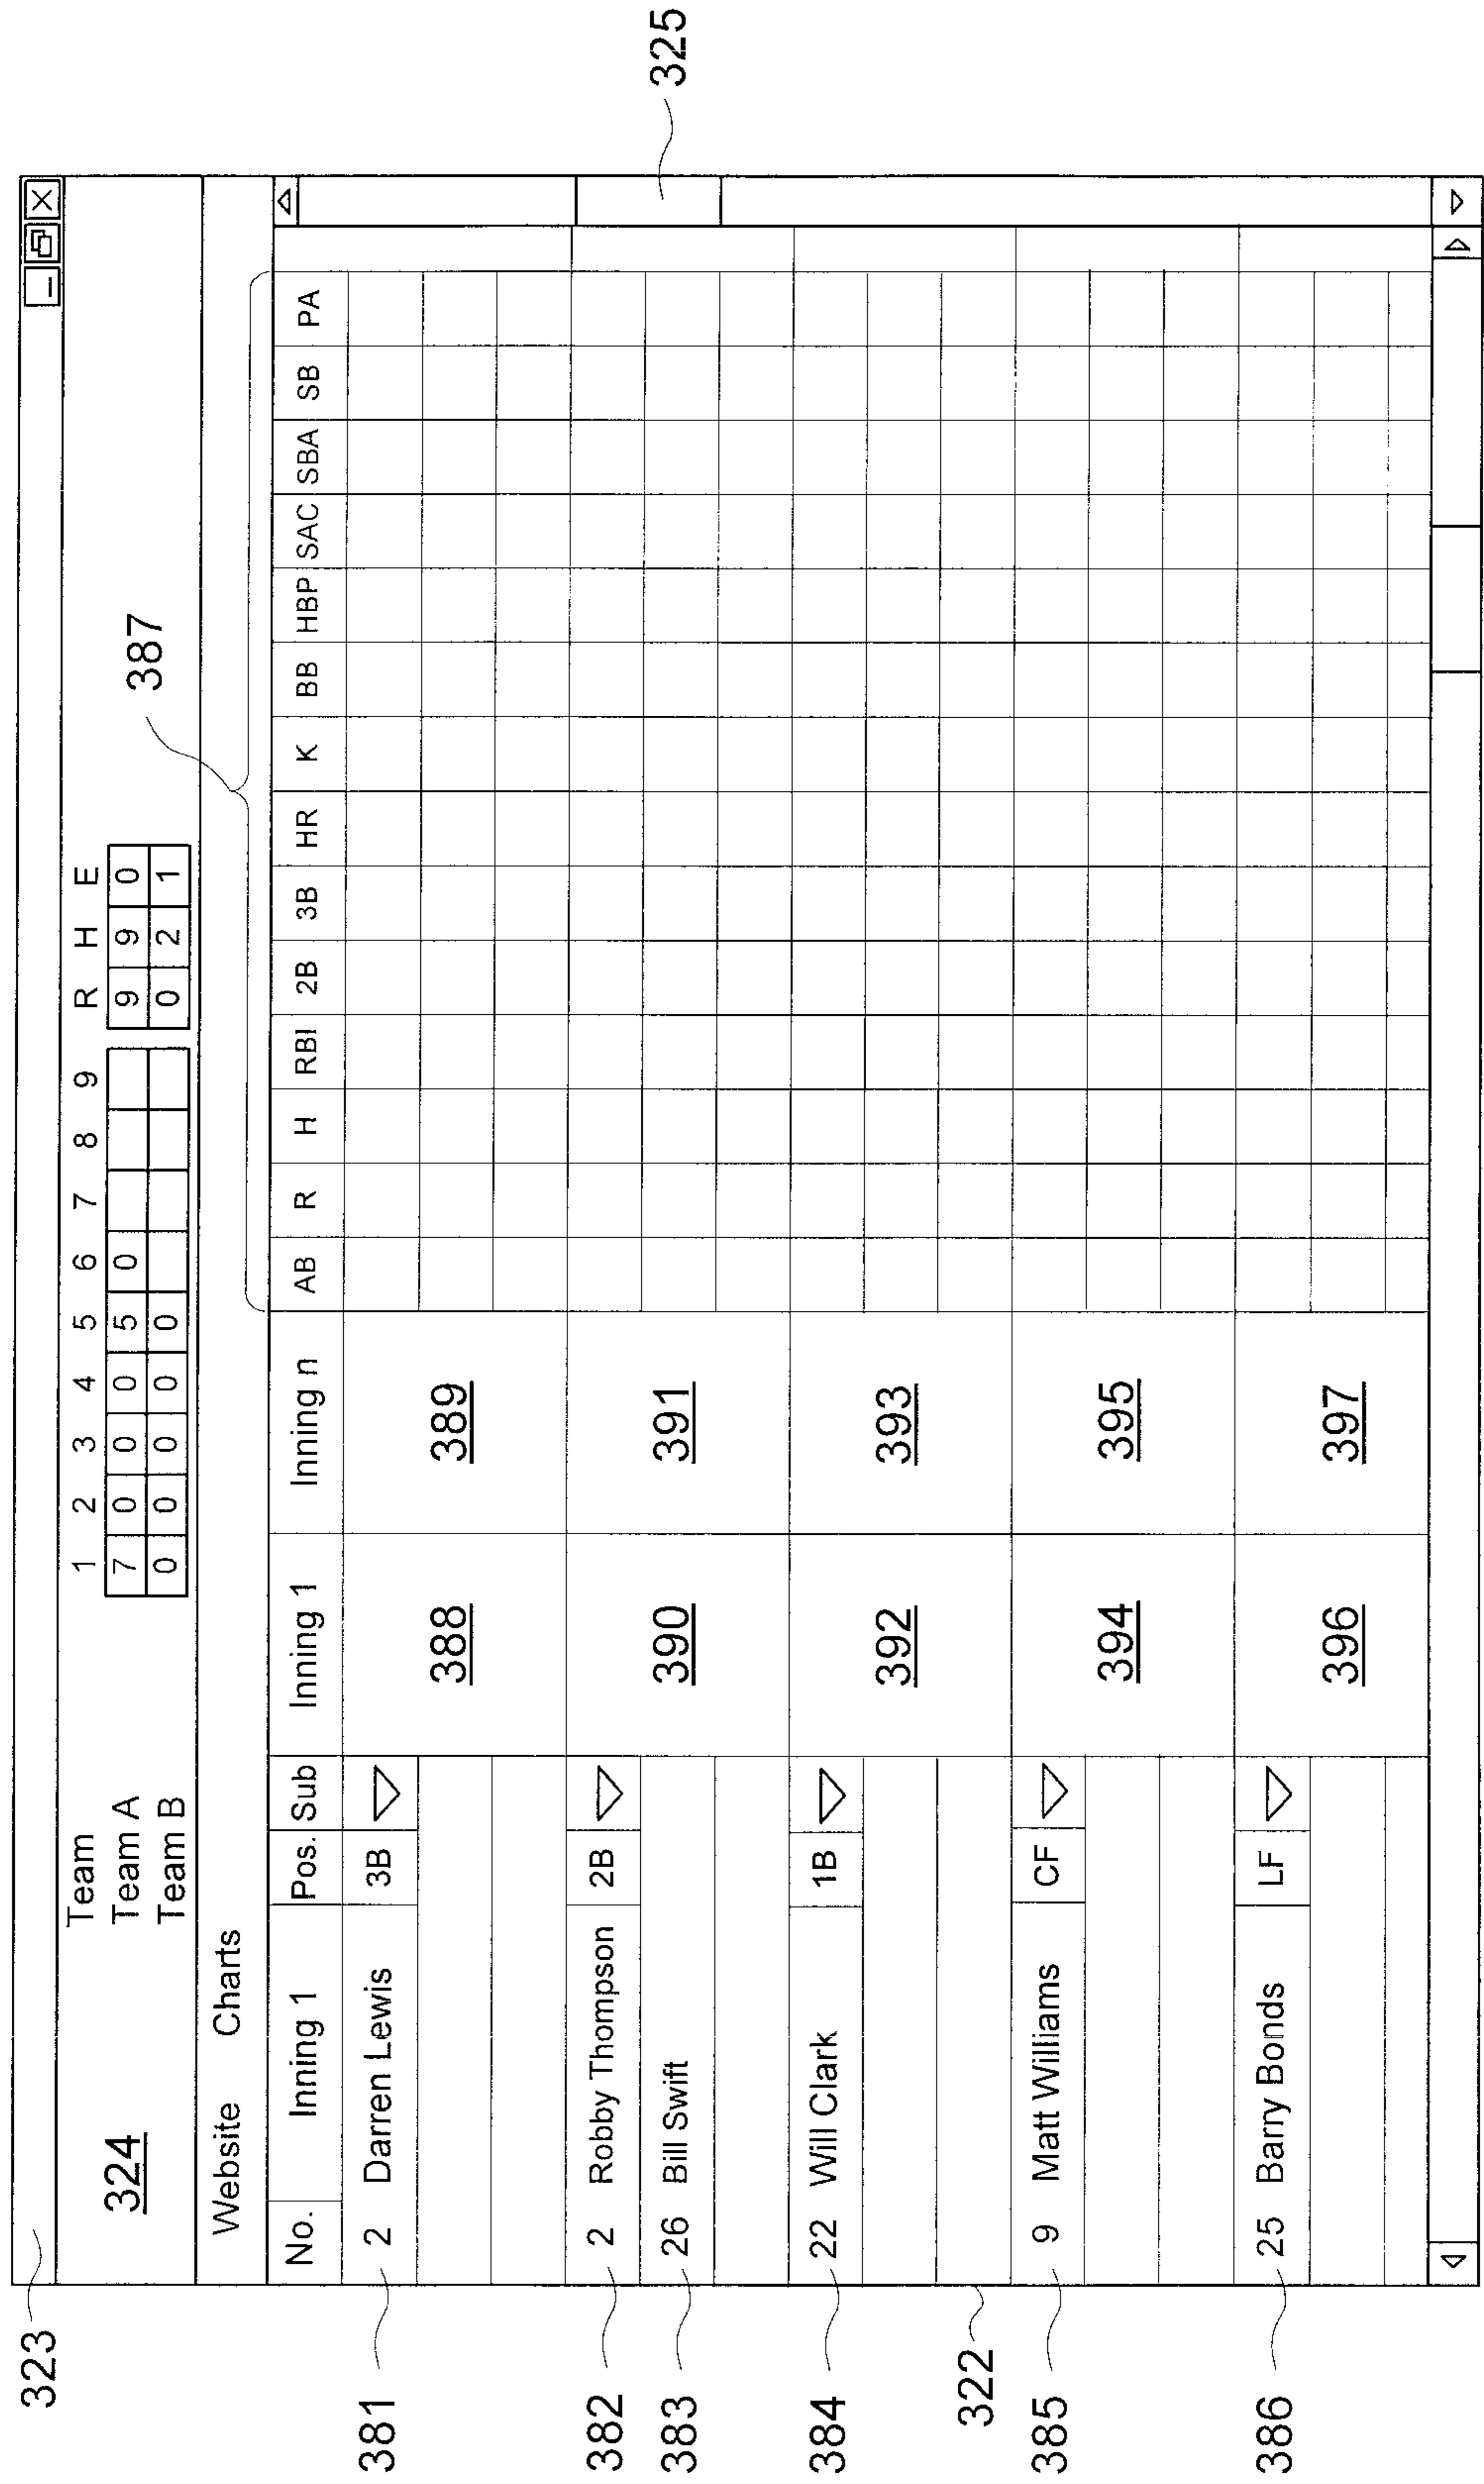 323
324
Team 1 2 3 4 5 6 7 8 9 R H E
Team A 7 0 0 0 5 0 9 9 0
Team B 0 0 0 0 0 0 2 1
Website Charts
387
No. Inning 1 Pos. Sub Inning 1 Inning n AB R H RBI 2B 3B HR K BB HBP SAC SBA SB PA
381 2 Darren Lewis 3B 388 389
382 2 Robby Thompson 2B 390 391
383 26 Bill Swift
325
384 22 Will Clark 1B 392 393
322
385 9 Matt Williams CF 394 395
386 25 Barry Bonds LF 396 397